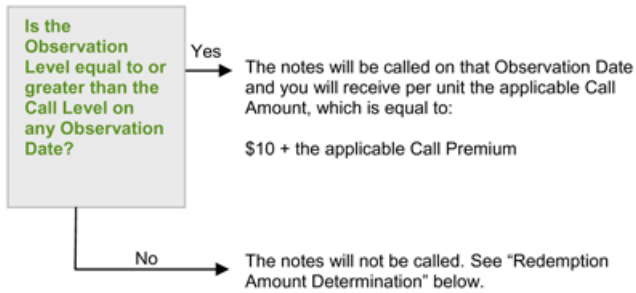 Is the
Observation
Level equal to or
greater than the
Call Level on
any Observation
Date?
Yes
The notes will be called on that Observation Date
and you will receive per unit the applicable Call
Amount, which is equal to:
$10 + the applicable Call Premium
No
The notes will not be called. See “Redemption
Amount Determination” below.